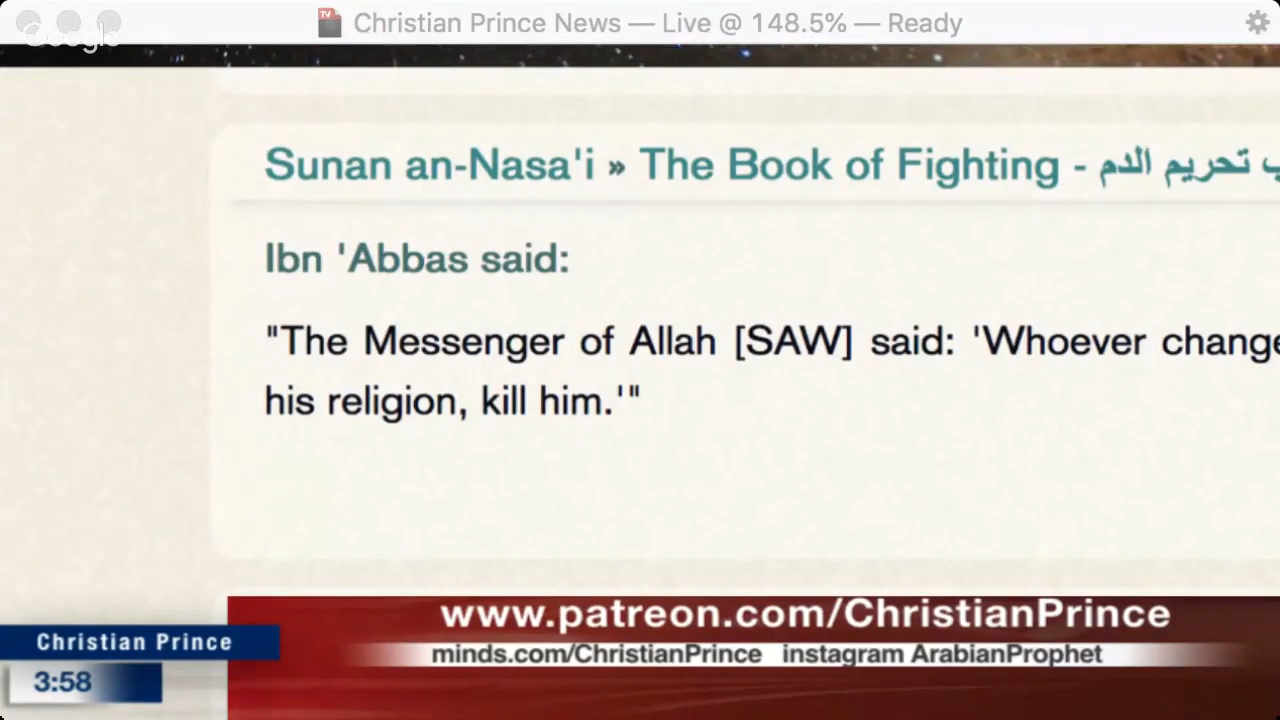 Google
Christian Prince News — Live @ 148.5% — Ready
Sunan an-Nasa'i » The Book of Fighting - تحريم الدم
Ibn 'Abbas said:
"The Messenger of Allah [SAW] said: 'Whoever change
his religion, kill him.'"
www.patreon.com/ChristianPrince
Christian Prince
minds.com/ChristianPrince instagram ArabianProphet
3:58